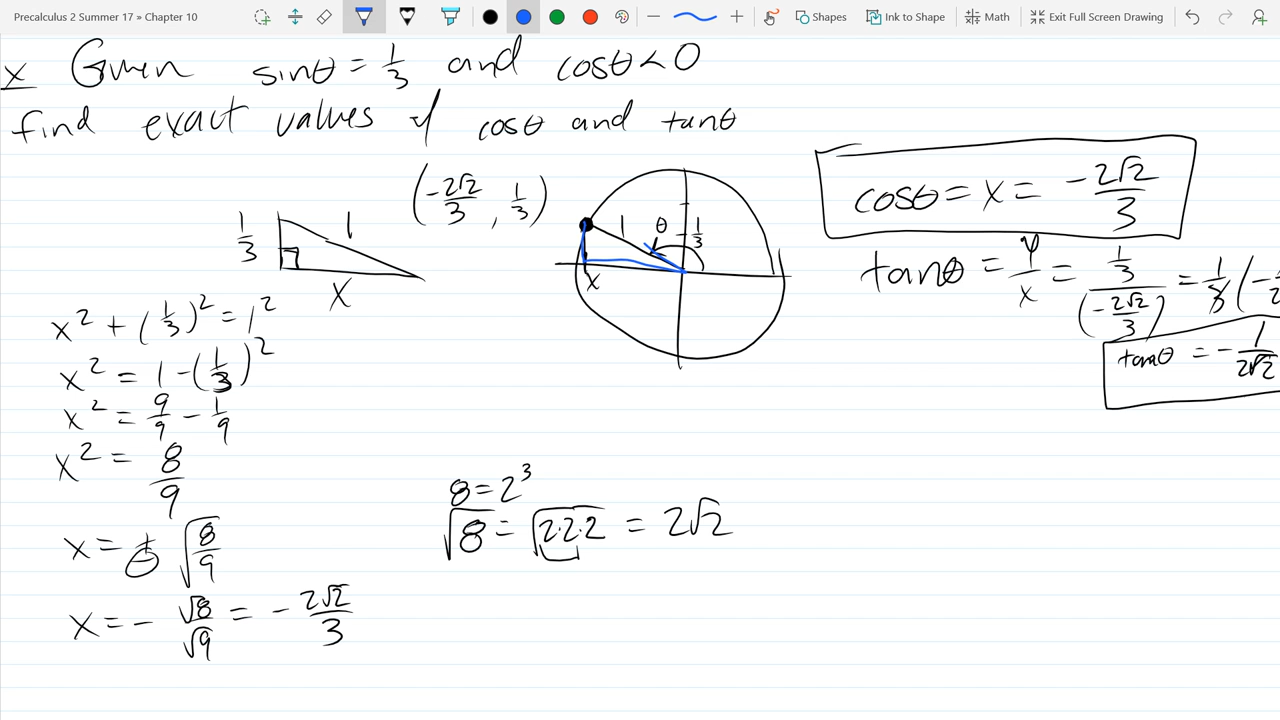 Precalculus 2 Summer 17 » Chapter 10
Shapes
Ink to Shape
Math
Exit Full Screen Drawing
x Given sinθ = 1/3 and cosθ < 0
find exact values of cosθ and tanθ
(-2√2/3, 1/3)
1/3
1
x
1
θ
1/3
x
cosθ = x = -2√2/3
tanθ = y/x = 1/3/(-2√2/3) = 1/3(-
tanθ = -1/2√2
x² + (1/3)² = 1²
x² = 1 - (1/3)²
x² = 9/9 - 1/9
x² = 8/9
x = ± √8/9
x = - √8/√9 = - 2√2/3
8 = 2³
√8 = √2·2·2 = 2√2